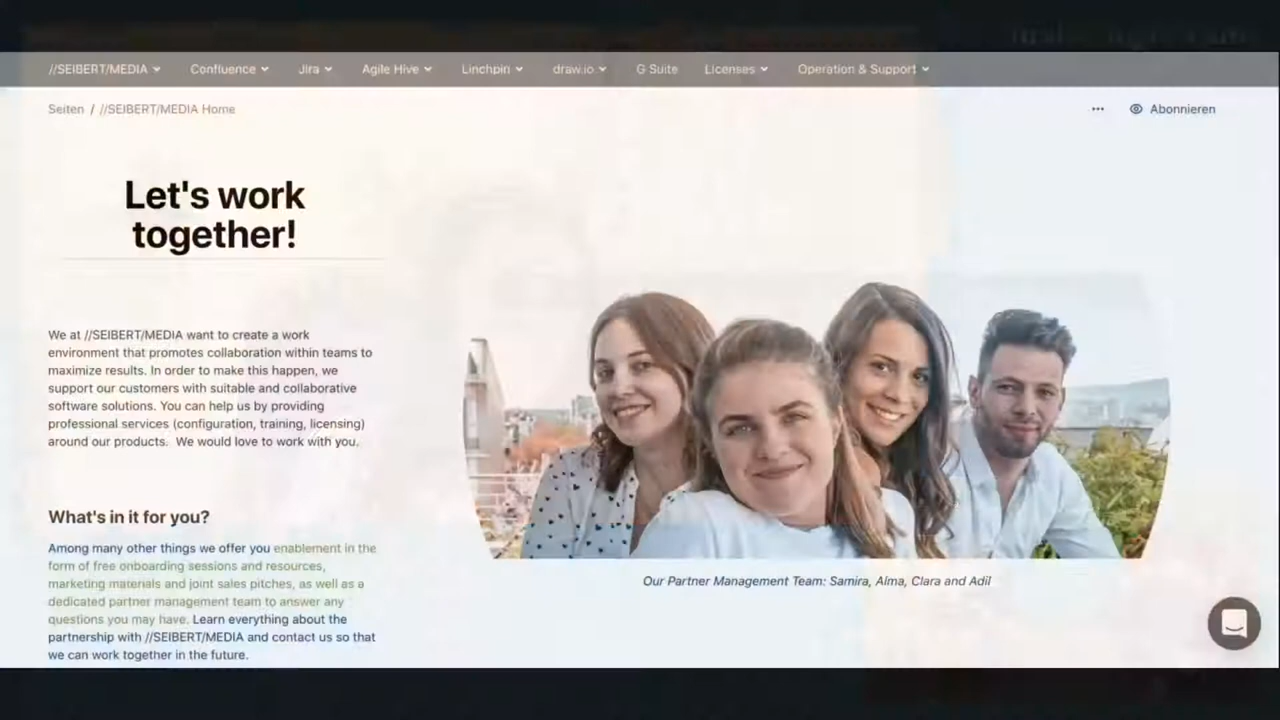 //SEIBERT/MEDIA Confluence Jira Agile Hive Linchpin draw.io G Suite Licenses Operation & Support
Seiten / //SEIBERT/MEDIA Home
••• Abonnieren
Let's work
together!
We at //SEIBERT/MEDIA want to create a work
environment that promotes collaboration within teams to
maximize results. In order to make this happen, we
support our customers with suitable and collaborative
software solutions. You can help us by providing
professional services (configuration, training, licensing)
around our products. We would love to work with you.
What's in it for you?
Among many other things we offer you enablement in the
form of free onboarding sessions and resources,
marketing materials and joint sales pitches, as well as a
dedicated partner management team to answer any
questions you may have. Learn everything about the
partnership with //SEIBERT/MEDIA and contact us so that
we can work together in the future.
Our Partner Management Team: Samira, Alma, Clara and Adil